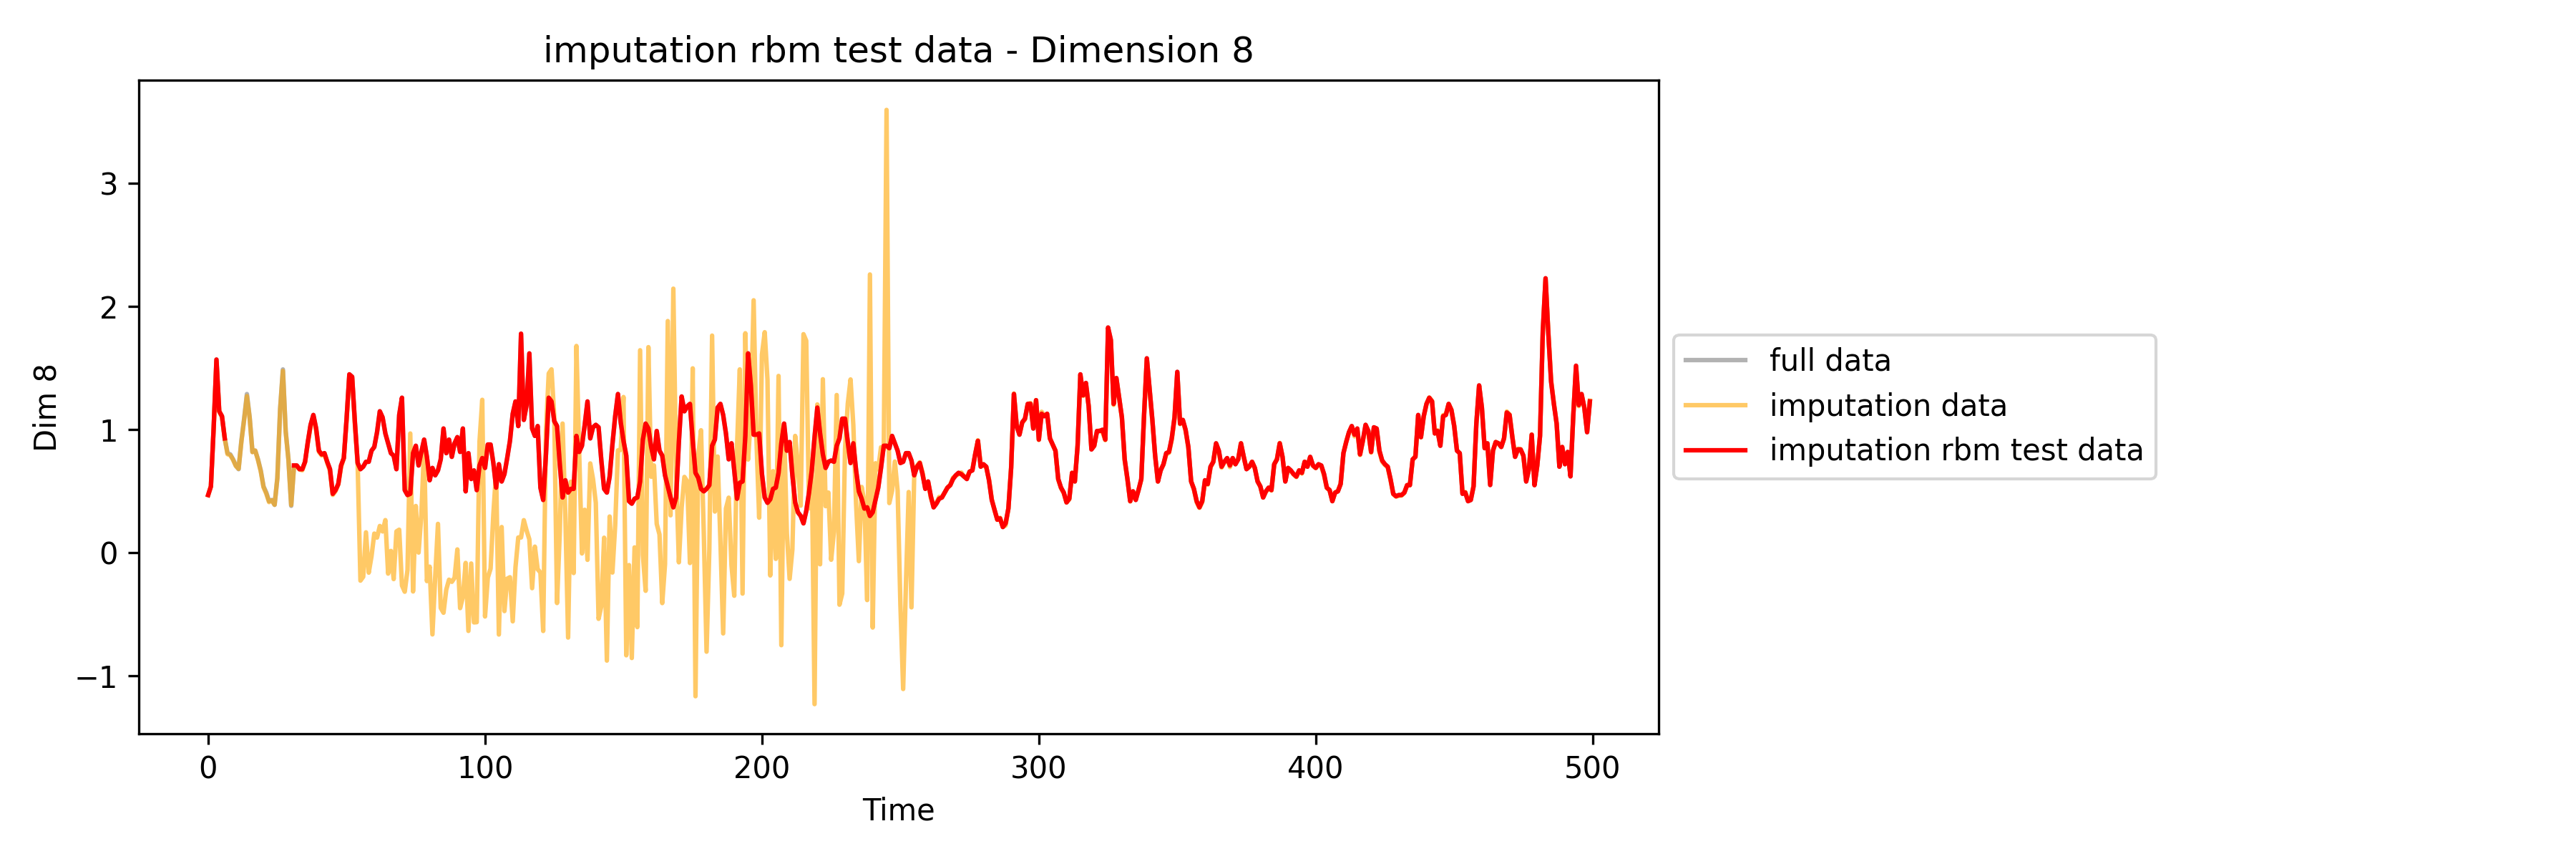 imputation rbm test data - Dimension 8
3
2
1
0
−1
Dim 8
0 100 200 300 400 500
Time
full data
imputation data
imputation rbm test data